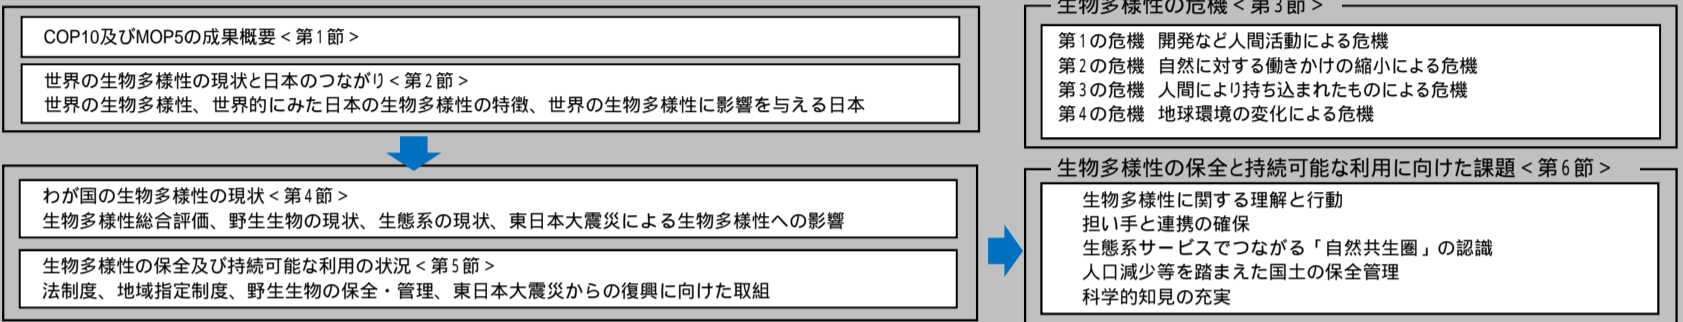 COP10及びMOP5の成果概要<第1節>
世界の生物多様性の現状と日本のつながり<第2節>
世界の生物多様性、世界的にみた日本の生物多様性の特徴、世界の生物多様性に影響を与える日本
わが国の生物多様性の現状<第4節>
生物多様性総合評価、野生生物の現状、生態系の現状、東日本大震災による生物多様性への影響
生物多様性の保全及び持続可能な利用の状況<第5節>
法制度、地域指定制度、野生生物の保全・管理、東日本大震災からの復興に向けた取組
生物多様性の危機<第3節>
第1の危機 開発など人間活動による危機
第2の危機 自然に対する働きかけの縮小による危機
第3の危機 人間により持ち込まれたものによる危機
第4の危機 地球環境の変化による危機
生物多様性の保全と持続可能な利用に向けた課題<第6節>
生物多様性に関する理解と行動
担い手と連携の確保
生態系サービスでつながる「自然共生圏」の認識
人口減少等を踏まえた国土の保全管理
科学的知見の充実